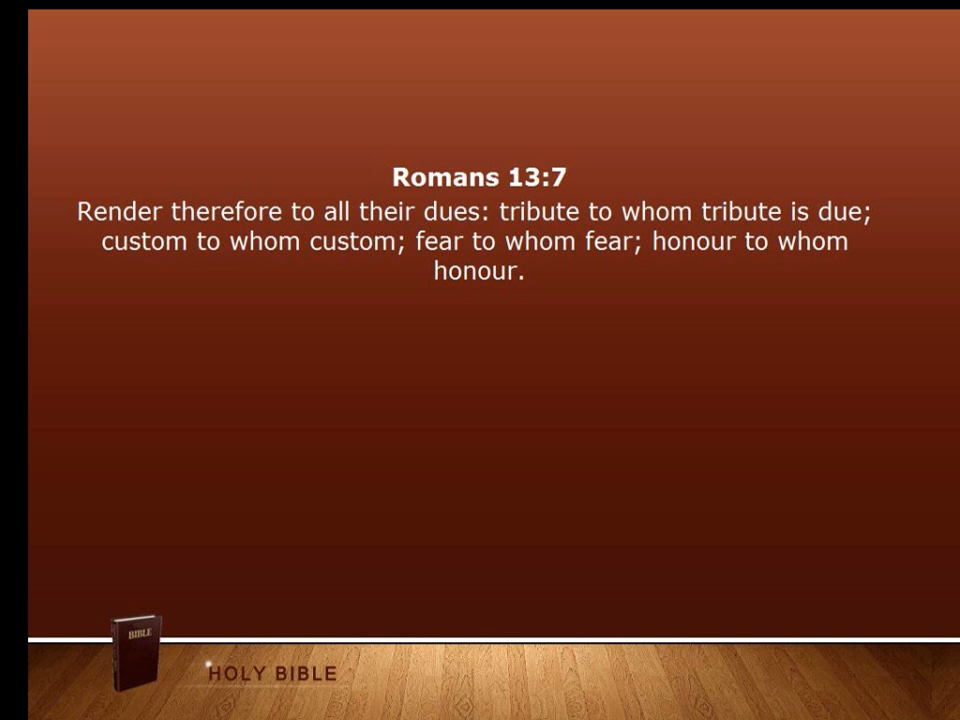 Romans 13:7
Render therefore to all their dues: tribute to whom tribute is due;
custom to whom custom; fear to whom fear; honour to whom
honour.
BIBLE
HOLY BIBLE